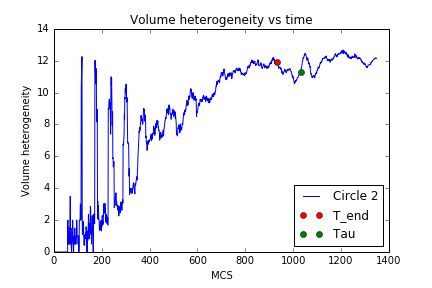 Volume heterogeneity vs time
Volume heterogeneity
14
12
10
8
6
4
2
0
0 200 400 600 800 1000 1200 1400
MCS
Circle 2
T_end
Tau